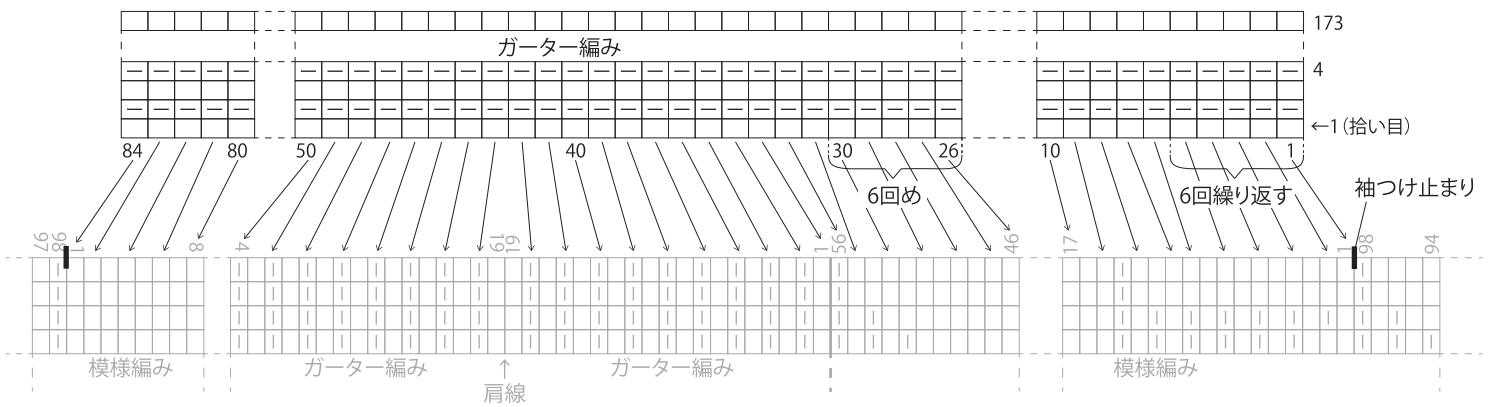 173
ガーター編み
4
←1(拾い目)
84 80 50 40 30 26 10 1
6回め 6回繰り返す 袖つけ止まり
97 98 1 8 4 19 19 1 56 46 17 1 98 94
模様編み ガーター編み ↑ ガーター編み 模様編み
肩線